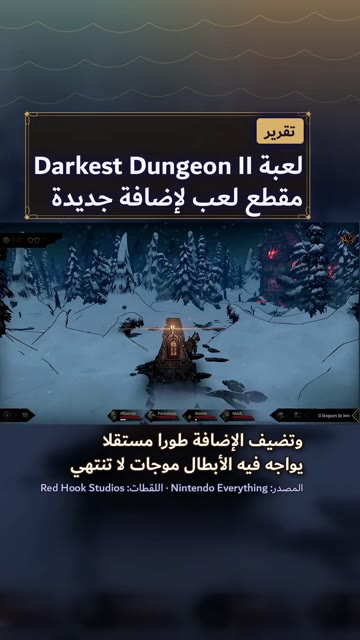 تقرير
لعبة Darkest Dungeon II
مقطع لعب لإضافة جديدة
وتضيف الإضافة طورا مستقلا
يواجه فيه الأبطال موجات لا تنتهي
المصدر: Nintendo Everything · اللقطات: Red Hook Studios